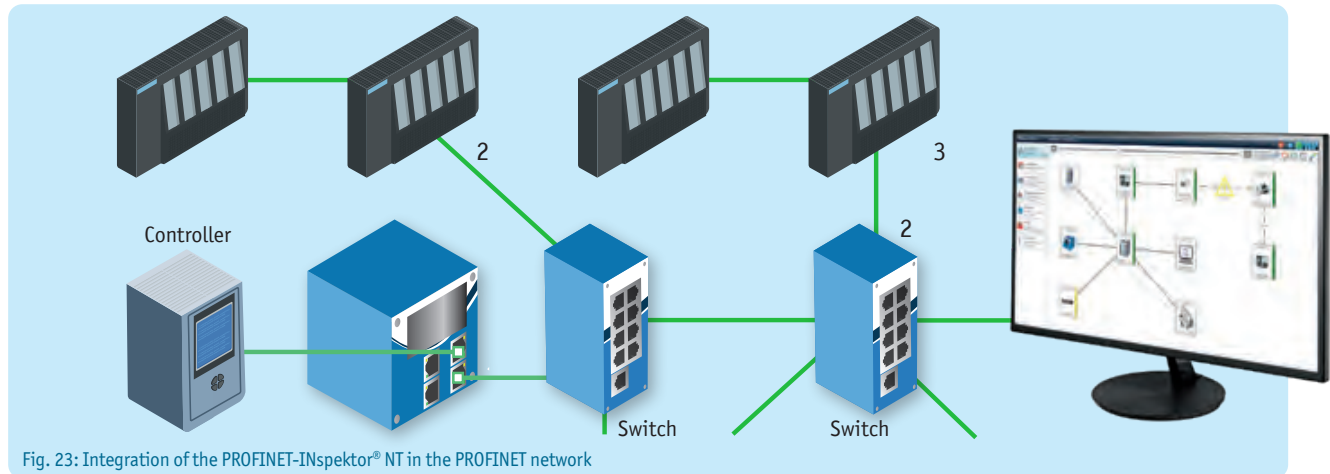 2
3
Controller
2
Switch
Switch
Fig. 23: Integration of the PROFINET-INspektor® NT in the PROFINET network